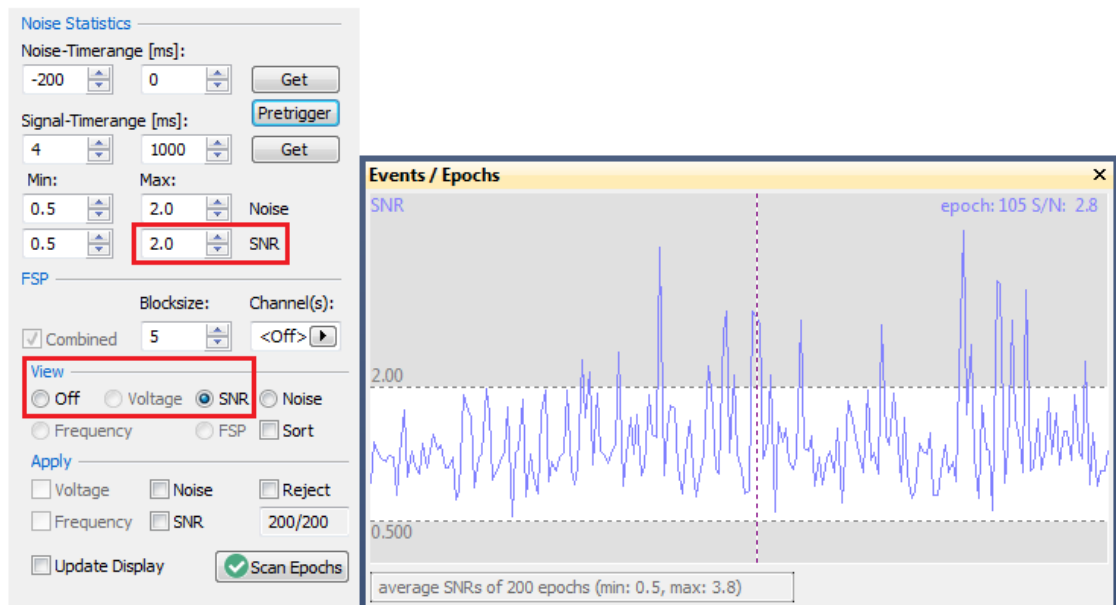 Noise Statistics
Noise-Timerange [ms]:
-200 0 Get
Pretrigger
Signal-Timerange [ms]:
4 1000 Get
Min: Max:
0.5 2.0 Noise
0.5 2.0 SNR
FSP
Blocksize: Channel(s):
Combined 5 <Off>
View
Off Voltage SNR Noise
Frequency FSP Sort
Apply
Voltage Noise Reject
Frequency SNR 200/200
Update Display Scan Epochs
Events / Epochs
SNR epoch: 105 S/N: 2.8
2.00
0.500
average SNRs of 200 epochs (min: 0.5, max: 3.8)